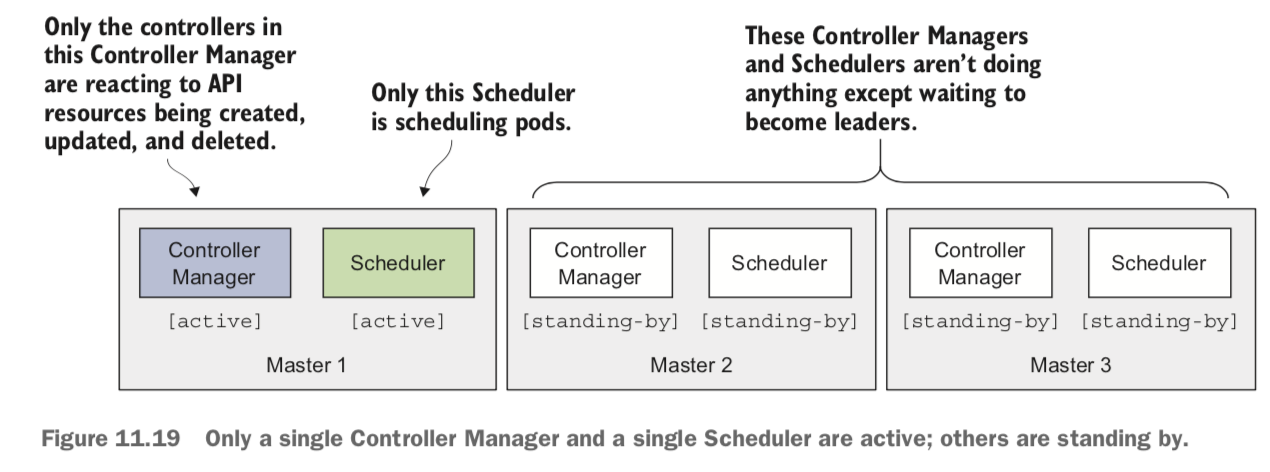 Only the controllers in
this Controller Manager
are reacting to API
resources being created,
updated, and deleted.
Only this Scheduler
is scheduling pods.
These Controller Managers
and Schedulers aren’t doing
anything except waiting to
become leaders.
Controller
Manager
[active]
Scheduler
[active]
Master 1
Controller
Manager
[standing-by]
Scheduler
[standing-by]
Master 2
Controller
Manager
[standing-by]
Scheduler
[standing-by]
Master 3
Figure 11.19 Only a single Controller Manager and a single Scheduler are active; others are standing by.